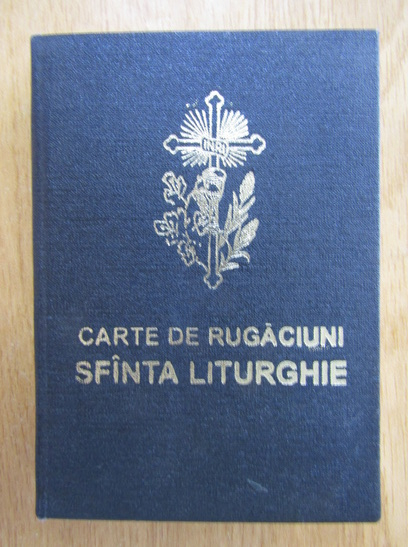 INRI
CARTE DE RUGĂCIUNI
SFÎNTA LITURGHIE